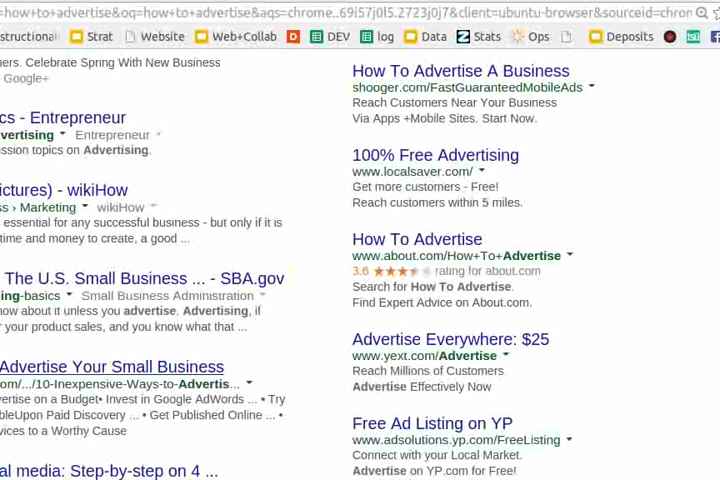 =how+to+advertise&oq=how+to+advertise&aqs=chrome..69i57j0l5.2723j0j7&client=ubuntu-browser&sourceid=chron
structional Strat Website Web+Collab DEV log Data Stats Ops Deposits
ners. Celebrate Spring With New Business
Google+
cs - Entrepreneur
vertising Entrepreneur
ssion topics on Advertising.
ictures) - wikiHow
ss › Marketing wikiHow
essential for any successful business - but only if it is
time and money to create, a good ...
The U.S. Small Business ... - SBA.gov
ing-basics Small Business Administration
now about it unless you advertise. Advertising, if
your product sales, and you know what that ...
Advertise Your Small Business
om/.../10-Inexpensive-Ways-to-Advertis...
vertise on a Budget• Invest in Google AdWords ... • Try
bleUpon Paid Discovery ... • Get Published Online ... •
vices to a Worthy Cause
al media: Step-by-step on 4 ...
How To Advertise A Business
shooger.com/FastGuaranteedMobileAds
Reach Customers Near Your Business
Via Apps +Mobile Sites. Start Now.
100% Free Advertising
www.localsaver.com/
Get more customers - Free!
Reach customers within 5 miles.
How To Advertise
www.about.com/How+To+Advertise
3.6 ★★★★★ rating for about.com
Search for How To Advertise.
Find Expert Advice on About.com.
Advertise Everywhere: $25
www.yext.com/Advertise
Reach Millions of Customers
Advertise Effectively Now
Free Ad Listing on YP
www.adsolutions.yp.com/FreeListing
Connect with your Local Market.
Advertise on YP.com for Free!